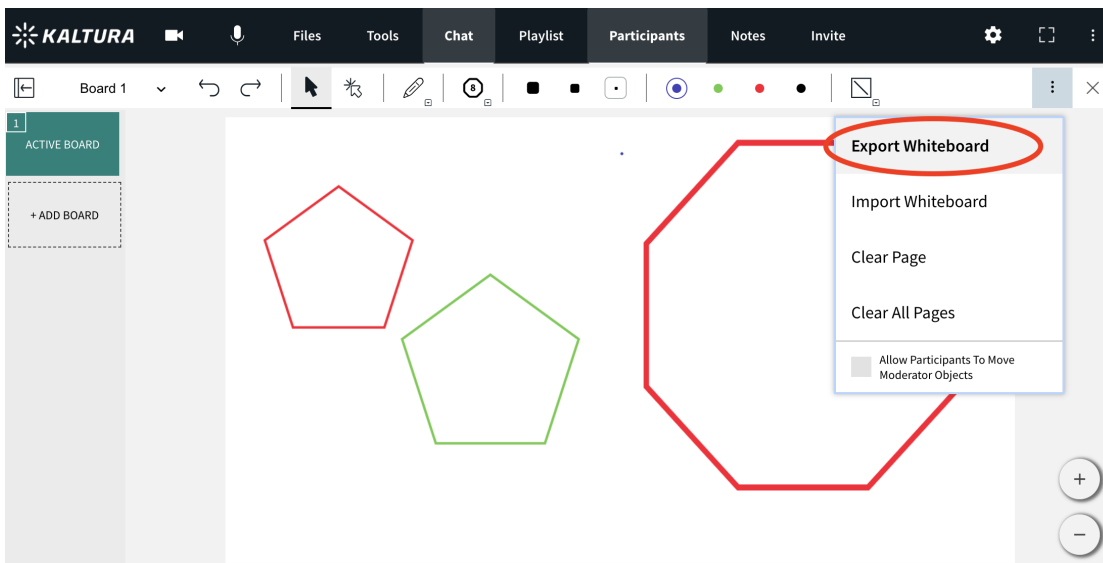 KALTURA
Files
Tools
Chat
Playlist
Participants
Notes
Invite
Board 1
8
1
ACTIVE BOARD
+ ADD BOARD
Export Whiteboard
Import Whiteboard
Clear Page
Clear All Pages
Allow Participants To Move
Moderator Objects